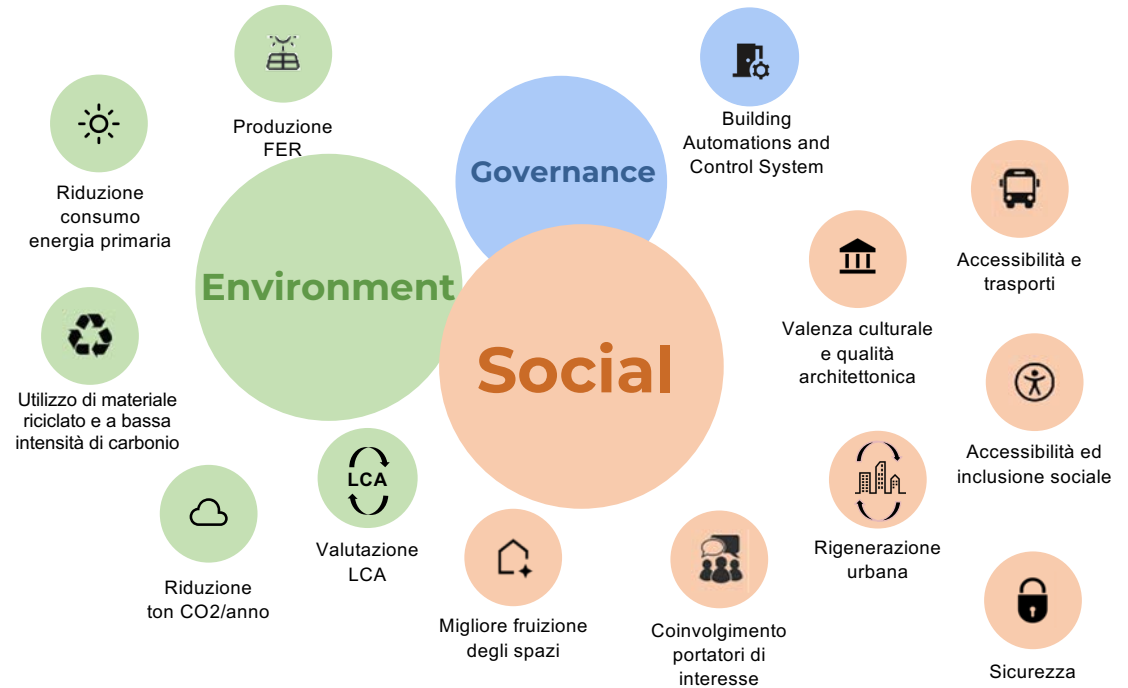 Produzione
FER
Riduzione
consumo
energia primaria
Utilizzo di materiale
riciclato e a bassa
intensità di carbonio
Riduzione
ton CO2/anno
LCA
Valutazione
LCA
Environment
Governance
Social
Building
Automations and
Control System
Accessibilità e
trasporti
Valenza culturale
e qualità
architettonica
Accessibilità ed
inclusione sociale
Rigenerazione
urbana
Migliore fruizione
degli spazi
Coinvolgimento
portatori di
interesse
Sicurezza